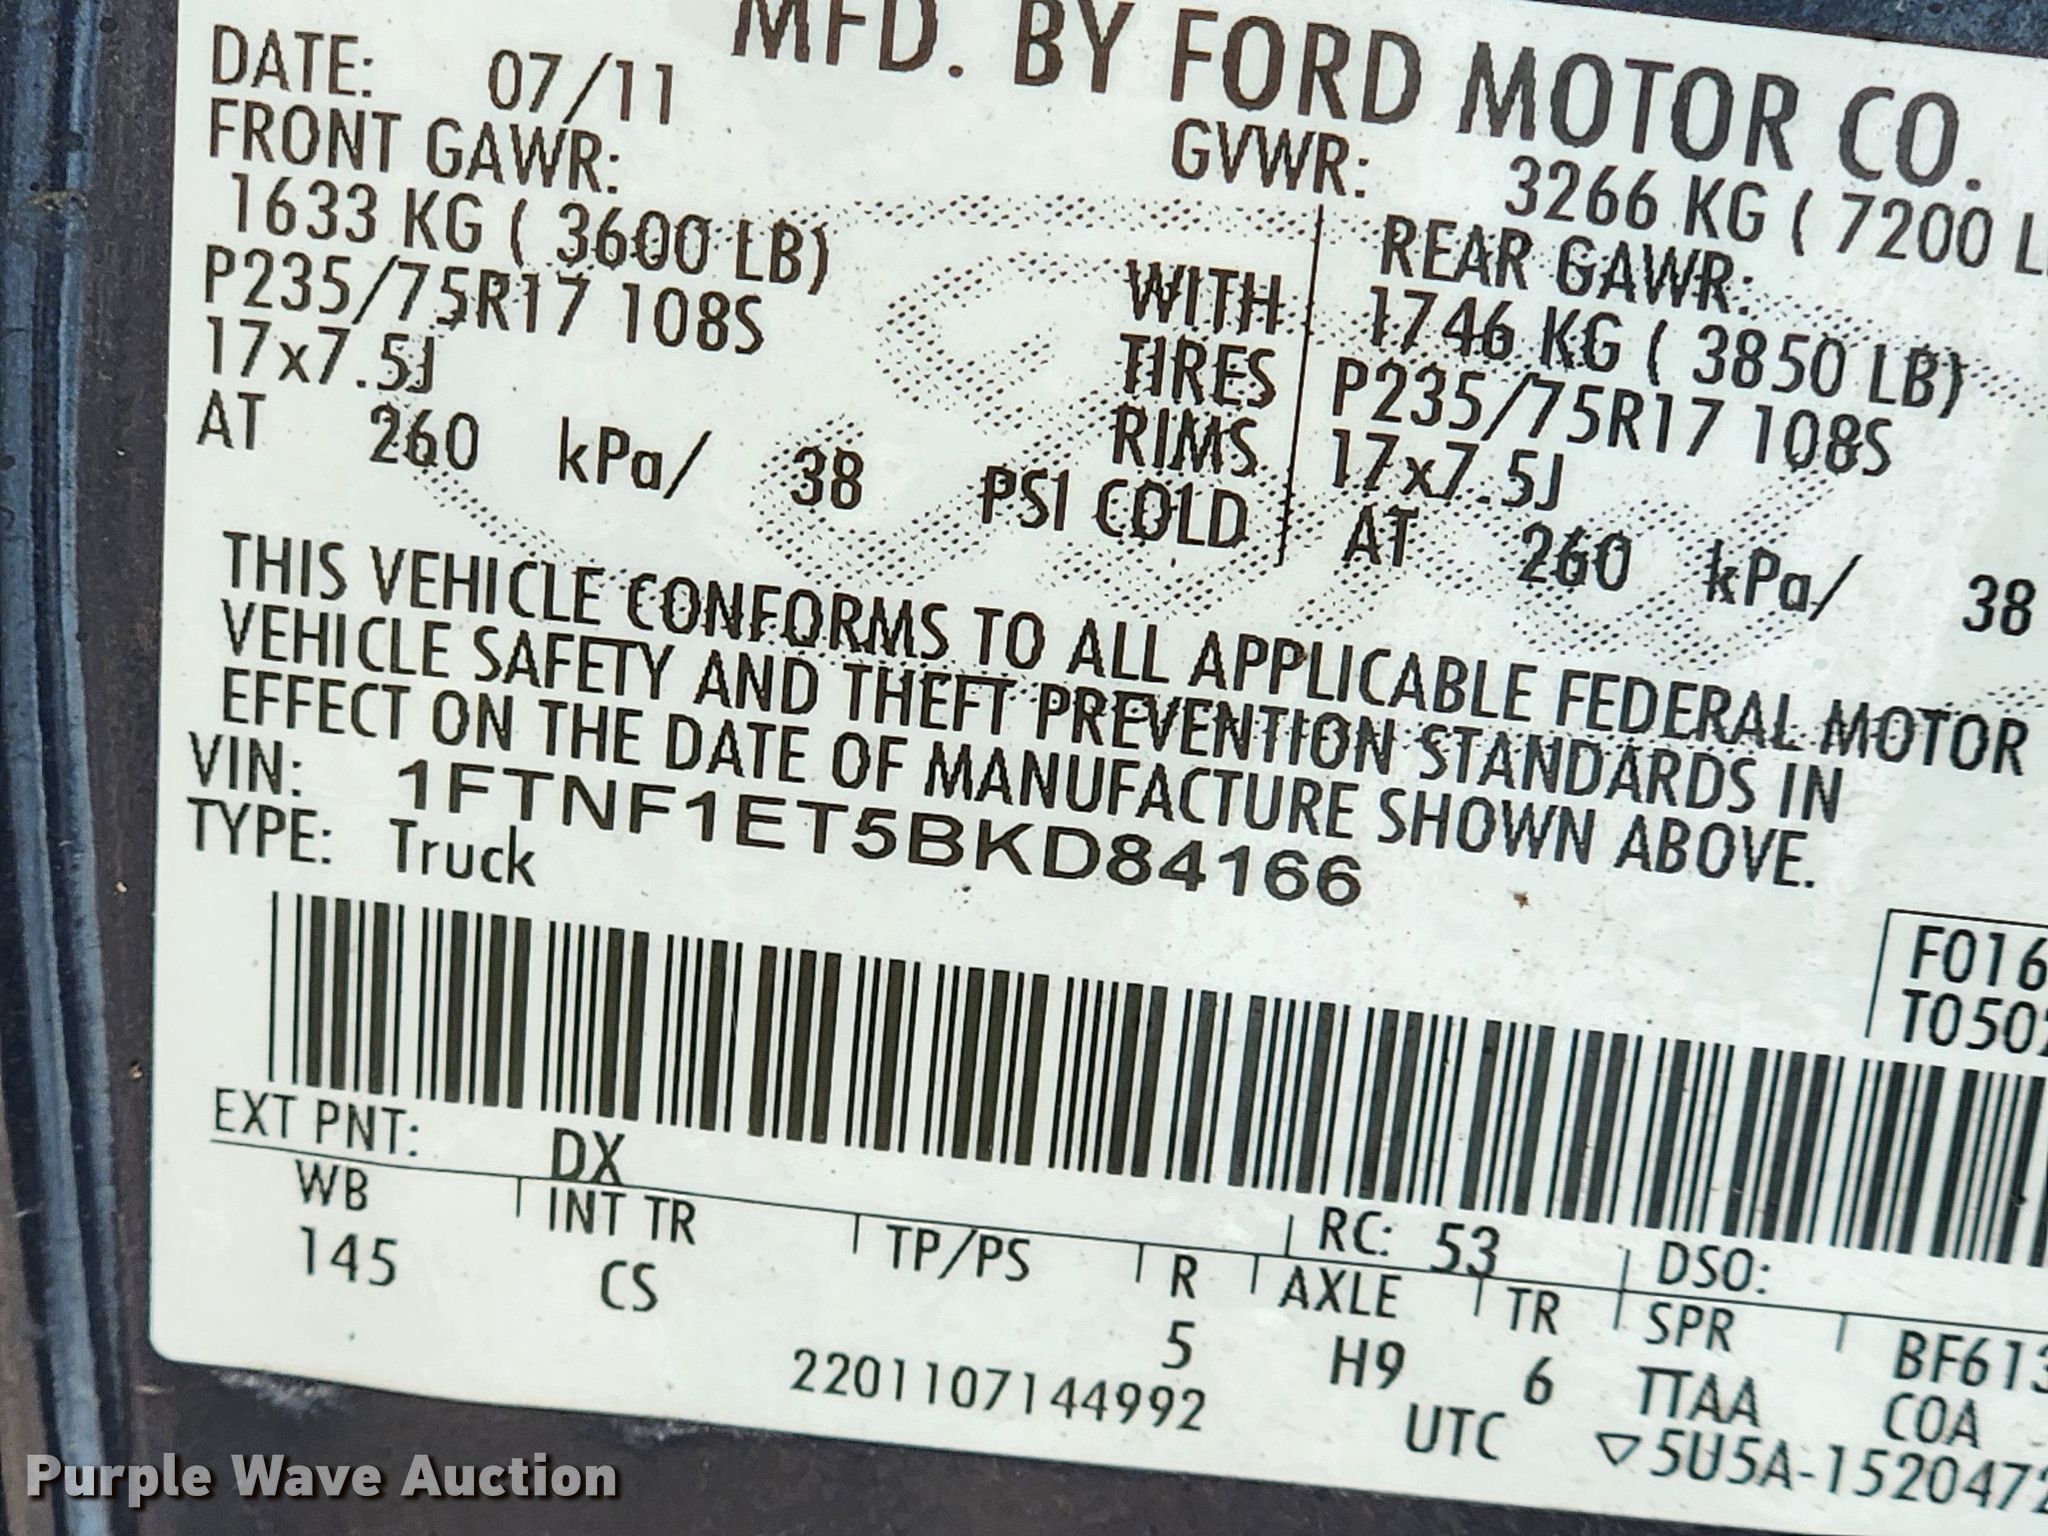 MFD. BY FORD MOTOR CO.
DATE: 07/11 GVWR: 3266 KG ( 7200 L
FRONT GAWR: REAR GAWR:
1633 KG ( 3600 LB) WITH 1746 KG ( 3850 LB)
P235/75R17 108S TIRES P235/75R17 108S
17x7.5J RIMS 17x7.5J
AT 260 kPa/ 38 PSI COLD AT 260 kPa/ 38
THIS VEHICLE CONFORMS TO ALL APPLICABLE FEDERAL MOTOR
VEHICLE SAFETY AND THEFT PREVENTION STANDARDS IN
EFFECT ON THE DATE OF MANUFACTURE SHOWN ABOVE.
VIN: 1FTNF1ET5BKD84166
TYPE: Truck
F016
T050
EXT PNT: DX RC: 53 DSO:
WB INT TR TP/PS R AXLE TR SPR BF613
145 CS 5 H9 6 TTAA COA
2201107144992 UTC ▽5U5A-1520472
Purple Wave Auction